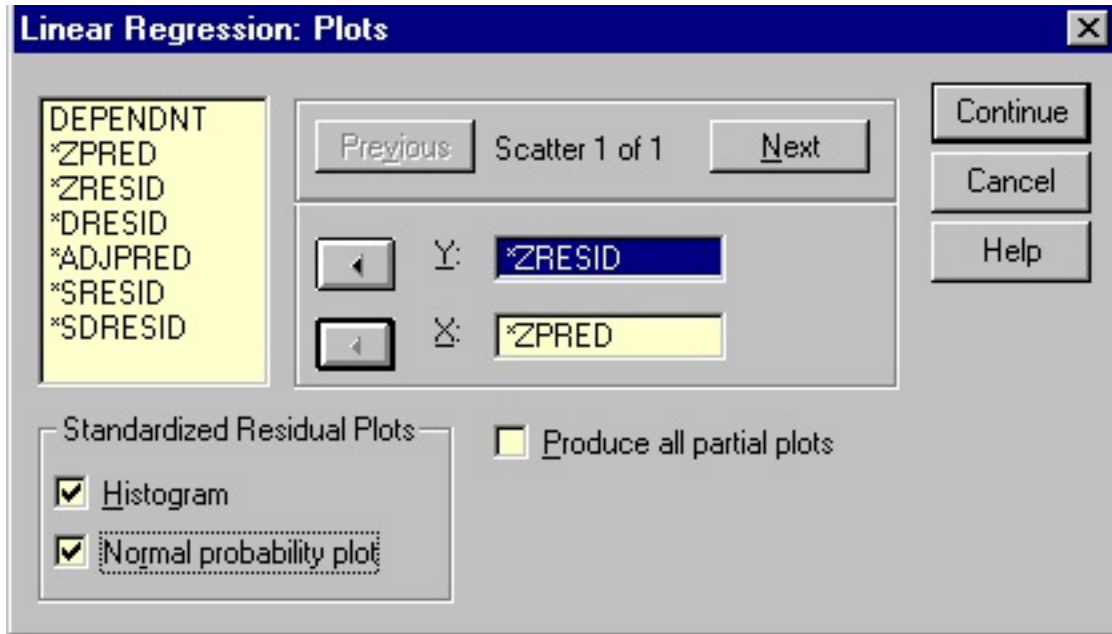 Linear Regression: Plots
DEPENDNT
*ZPRED
*ZRESID
*DRESID
*ADJPRED
*SRESID
*SDRESID
Previous
Scatter 1 of 1
Next
Y:
*ZRESID
X:
*ZPRED
Continue
Cancel
Help
Standardized Residual Plots
Histogram
Normal probability plot
Produce all partial plots